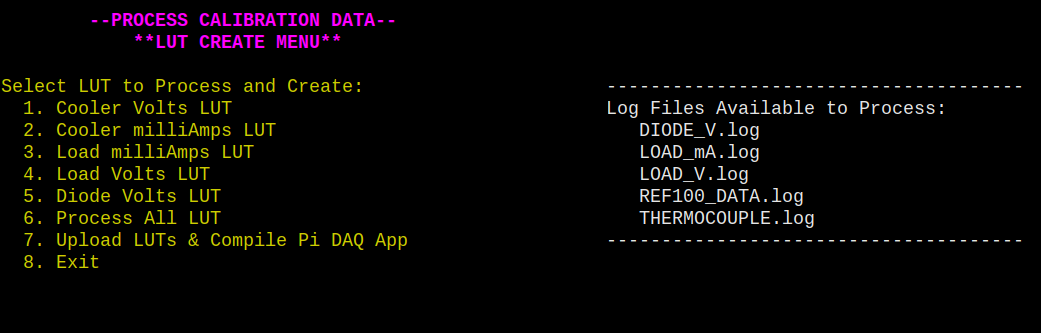 --PROCESS CALIBRATION DATA--
**LUT CREATE MENU**
Select LUT to Process and Create:
1. Cooler Volts LUT
2. Cooler milliAmps LUT
3. Load milliAmps LUT
4. Load Volts LUT
5. Diode Volts LUT
6. Process All LUT
7. Upload LUTs & Compile Pi DAQ App
8. Exit
--------------------------------------
Log Files Available to Process:
DIODE_V.log
LOAD_mA.log
LOAD_V.log
REF100_DATA.log
THERMOCOUPLE.log
--------------------------------------